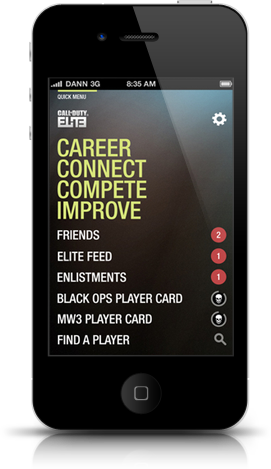 DANN 3G 8:35 AM
QUICK MENU
CALL OF DUTY
ELITE
CAREER
CONNECT
COMPETE
IMPROVE
FRIENDS 2
ELITE FEED 1
ENLISTMENTS 1
BLACK OPS PLAYER CARD
MW3 PLAYER CARD
FIND A PLAYER